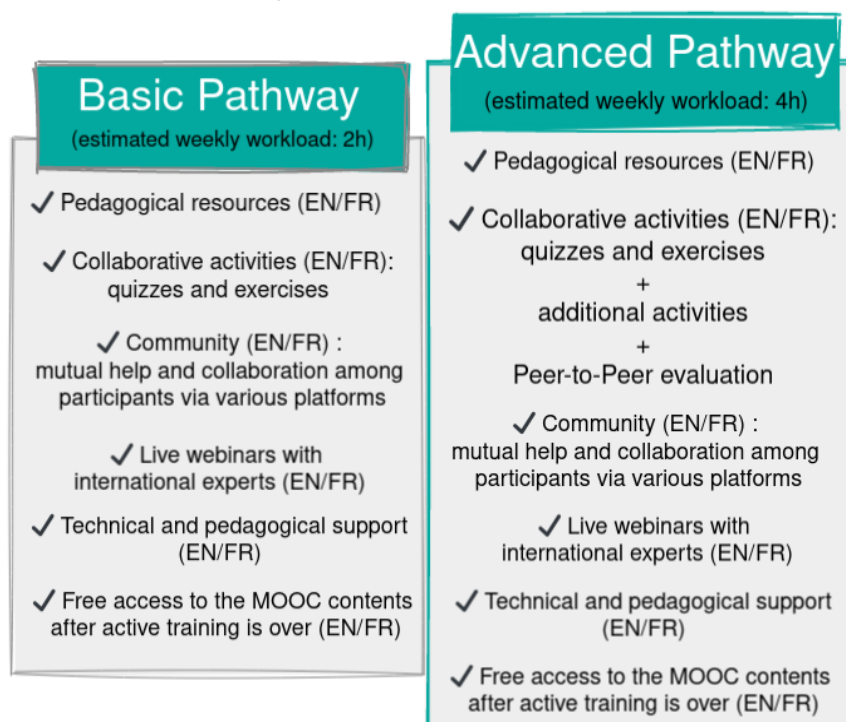 Basic Pathway
(estimated weekly workload: 2h)
✓ Pedagogical resources (EN/FR)
✓ Collaborative activities (EN/FR):
quizzes and exercises
✓ Community (EN/FR) :
mutual help and collaboration among
participants via various platforms
✓ Live webinars with
international experts (EN/FR)
✓ Technical and pedagogical support
(EN/FR)
✓ Free access to the MOOC contents
after active training is over (EN/FR)
Advanced Pathway
(estimated weekly workload: 4h)
✓ Pedagogical resources (EN/FR)
✓ Collaborative activities (EN/FR):
quizzes and exercises
+
additional activities
+
Peer-to-Peer evaluation
✓ Community (EN/FR) :
mutual help and collaboration among
participants via various platforms
✓ Live webinars with
international experts (EN/FR)
✓ Technical and pedagogical support
(EN/FR)
✓ Free access to the MOOC contents
after active training is over (EN/FR)